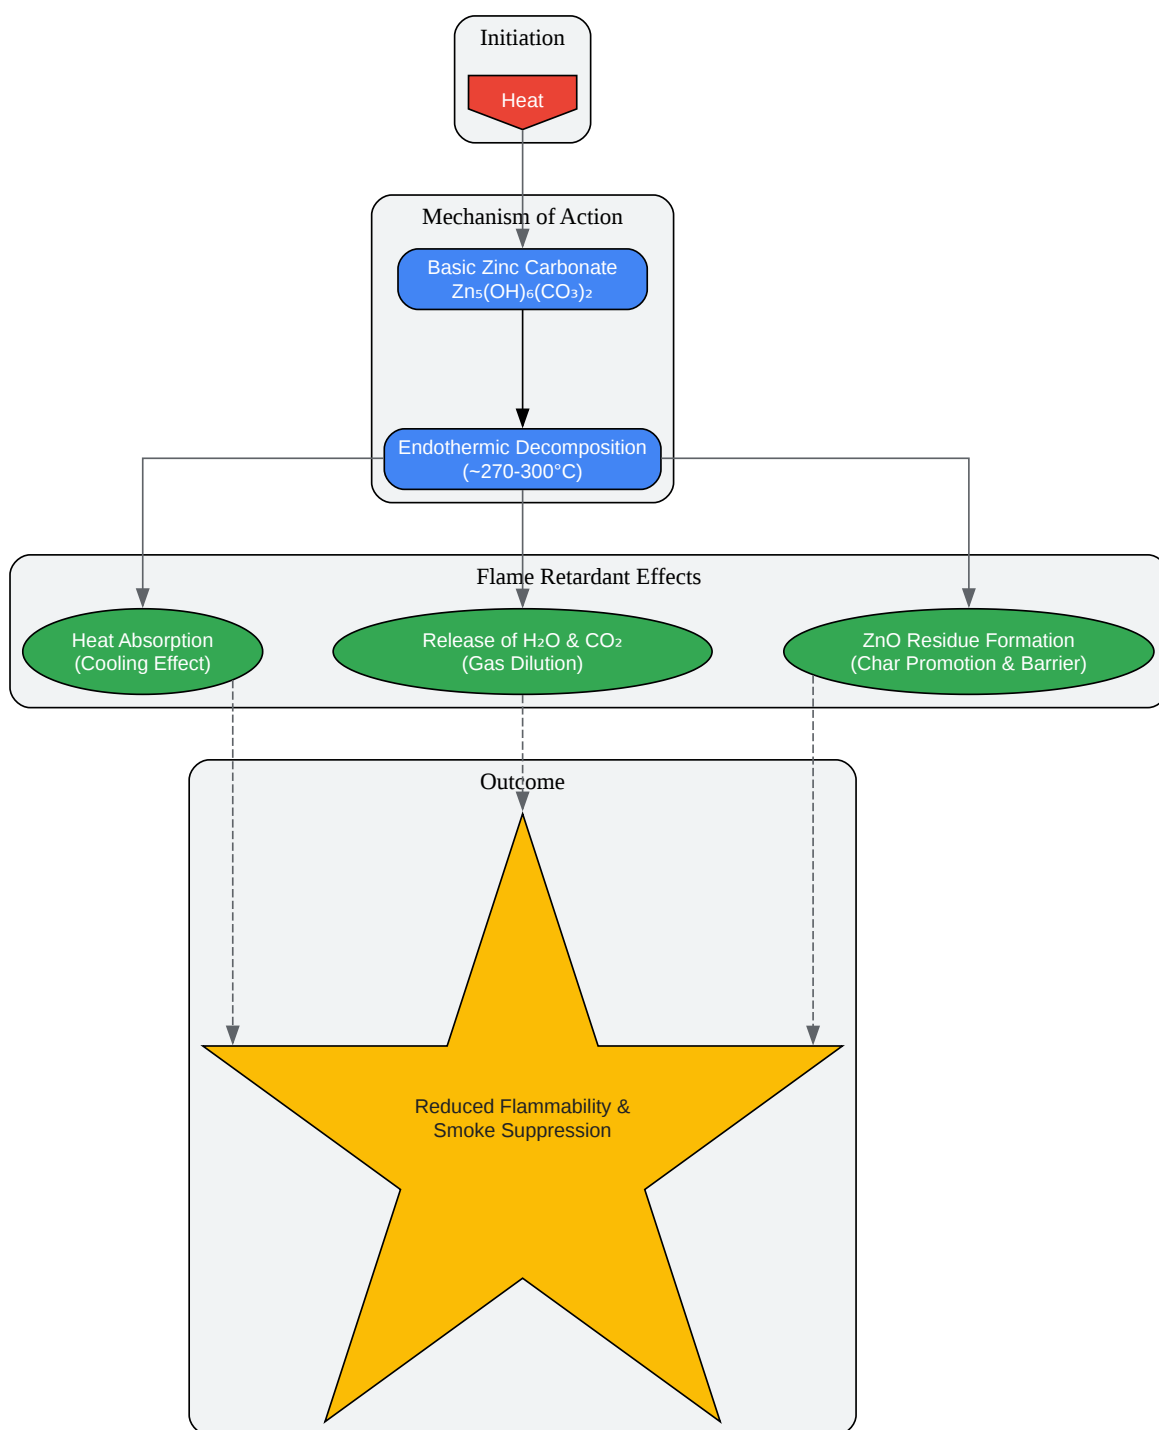 Initiation
Heat
Mechanism of Action
Basic Zinc Carbonate
Zn₅(OH)₆(CO₃)₂
Endothermic Decomposition
(~270-300°C)
Flame Retardant Effects
Heat Absorption
(Cooling Effect)
Release of H₂O & CO₂
(Gas Dilution)
ZnO Residue Formation
(Char Promotion & Barrier)
Outcome
Reduced Flammability &
Smoke Suppression